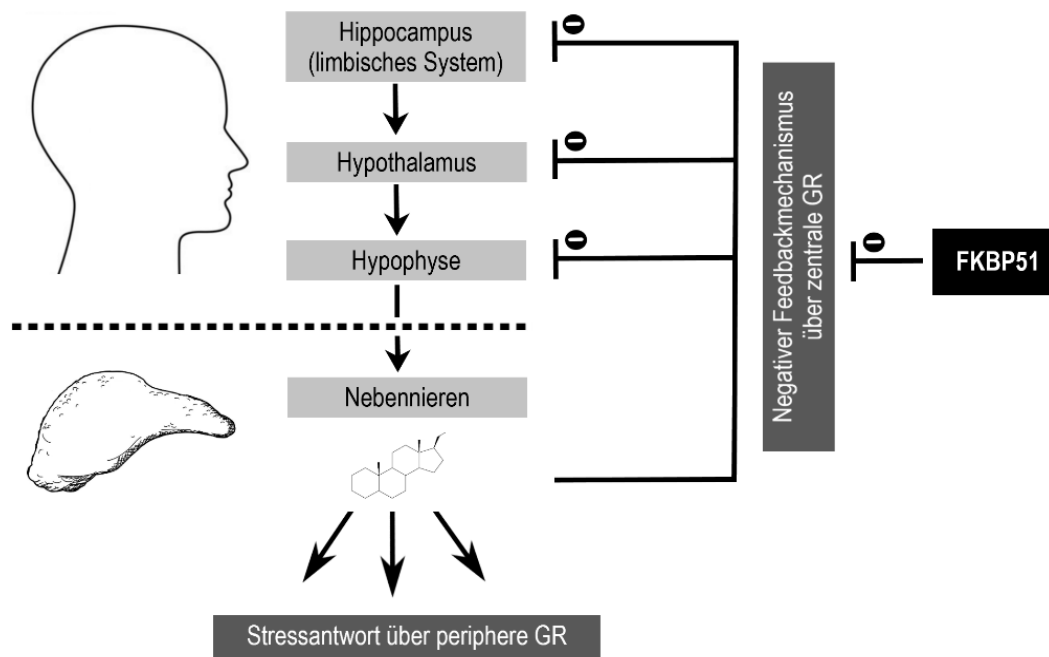 Hippocampus
(limbisches System)
Hypothalamus
Hypophyse
Nebennieren
Stressantwort über periphere GR
Negativer Feedbackmechanismus
über zentrale GR
FKBP51